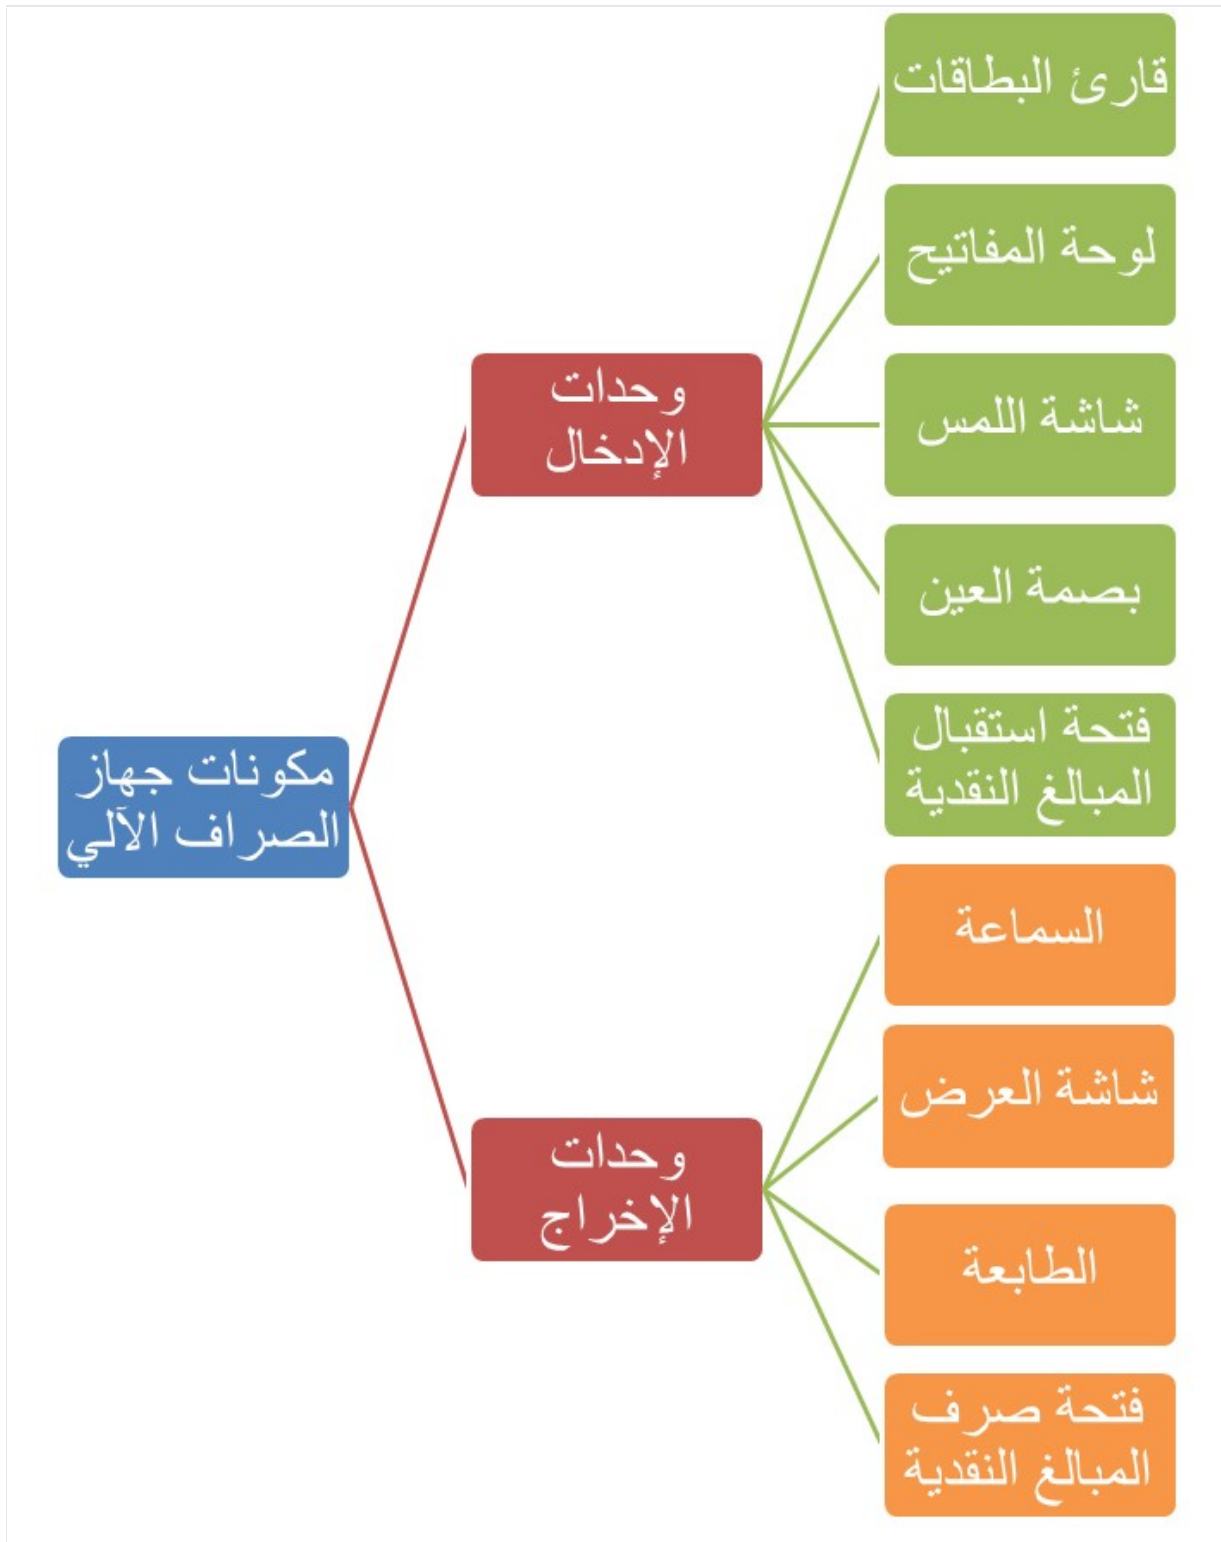 مكونات جهاز
الصراف الآلي
وحدات
الإدخال
قارئ البطاقات
لوحة المفاتيح
شاشة اللمس
بصمة العين
فتحة استقبال
المبالغ النقدية
وحدات
الإخراج
السماعة
شاشة العرض
الطابعة
فتحة صرف
المبالغ النقدية